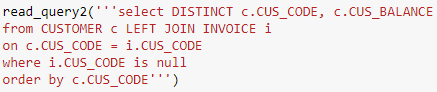 read_query2('''select DISTINCT c.CUS_CODE, c.CUS_BALANCE
from CUSTOMER c LEFT JOIN INVOICE i
on c.CUS_CODE = i.CUS_CODE
where i.CUS_CODE is null
order by c.CUS_CODE''')